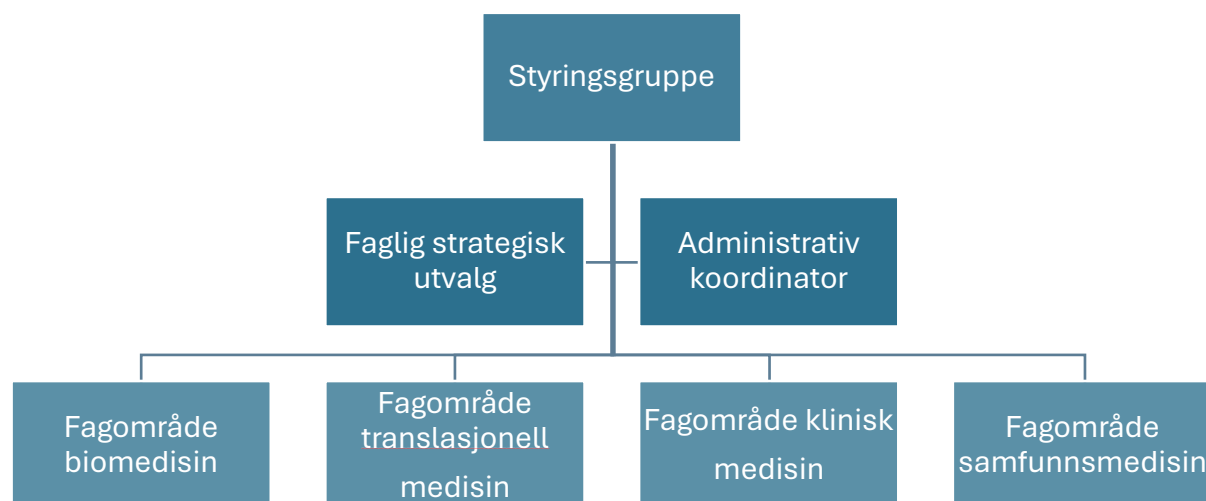 Styringsgruppe
Faglig strategisk
utvalg
Administrativ
koordinator
Fagområde
biomedisin
Fagområde
translasjonell
medisin
Fagområde klinisk
medisin
Fagområde
samfunnsmedisin